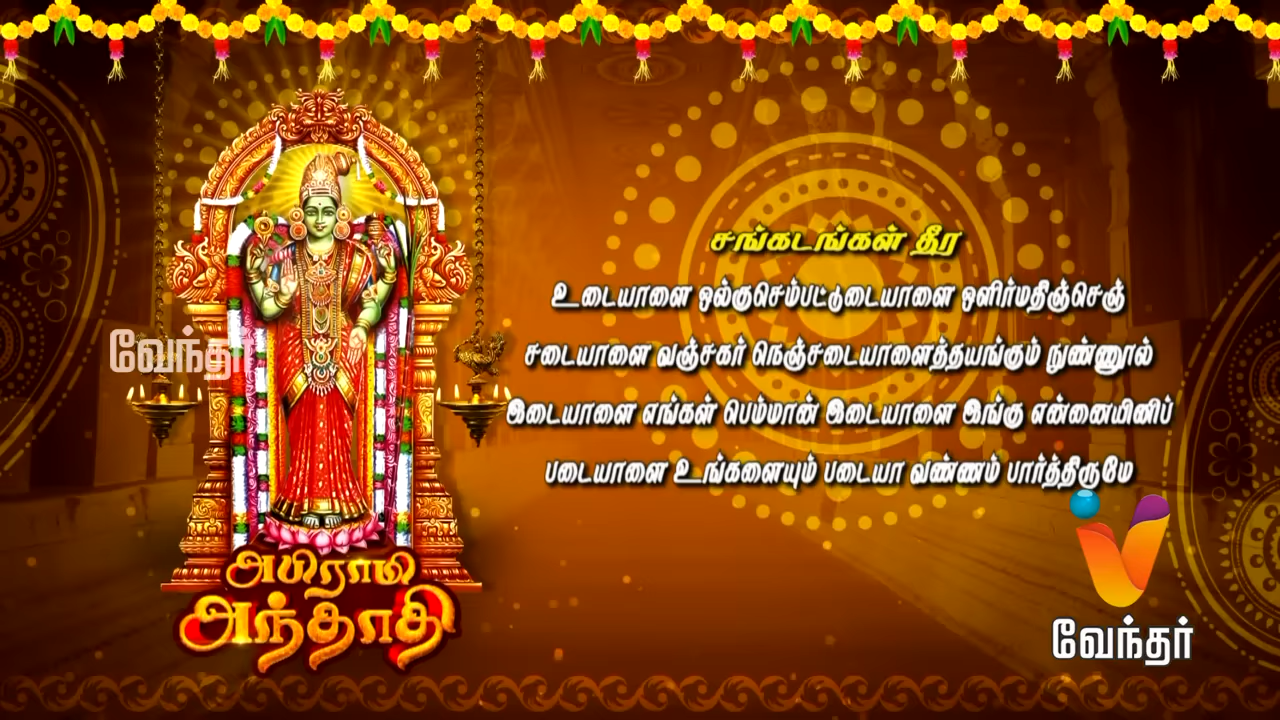 சங்கடங்கள் தீர
உடையாளை ஒல்குசெம்பட்டுடையாளை ஒளிர்மதிஞ்செஞ்
சடையாளை வஞ்சகர் நெஞ்சடையாளைத்தயங்கும் நுண்ணூல்
இடையாளை எங்கள் பெம்மான் இடையாளை இங்கு என்னையினிப்
படையாளை உங்களையும் படையா வண்ணம் பார்த்திருமே
வேந்தர்
அபிராமி
அந்தாதி
வேந்தர்